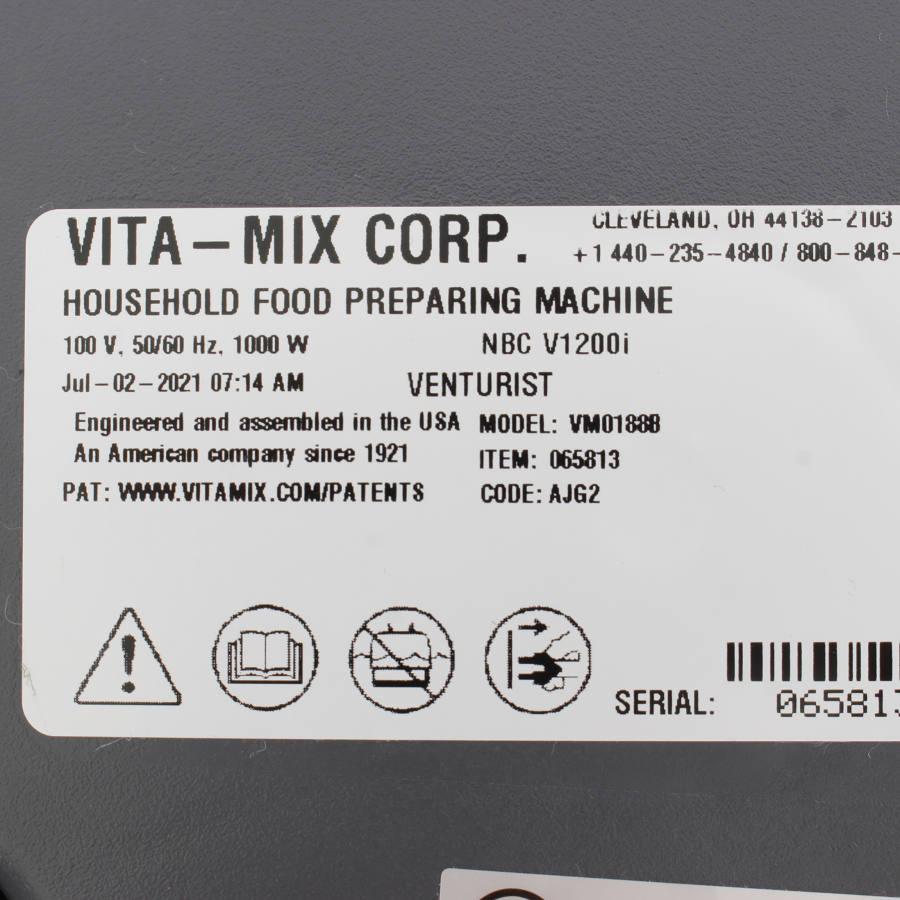 VITA-MIX CORP.
CLEVELAND, OH 44138-2103
+1 440-235-4840 / 800-848-
HOUSEHOLD FOOD PREPARING MACHINE
100 V, 50/60 Hz, 1000 W
NBC V1200i
Jul-02-2021 07:14 AM
VENTURIST
Engineered and assembled in the USA
MODEL: VM0188B
An American company since 1921
ITEM: 065813
PAT: WWW.VITAMIX.COM/PATENTS
CODE: AJG2
SERIAL:
065813